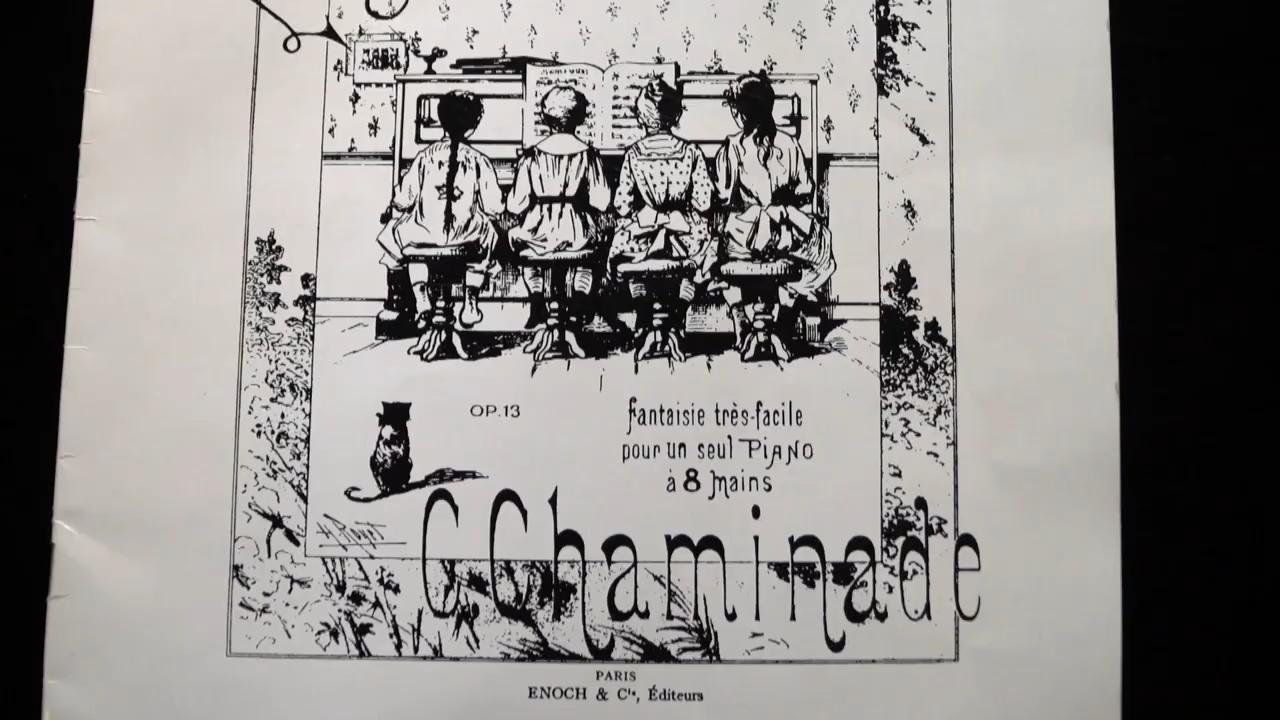 OP.13
fantaisie très-facile
pour un seul PIANO
à 8 Mains
C Chaminade
PARIS
ENOCH & Cie, Éditeurs